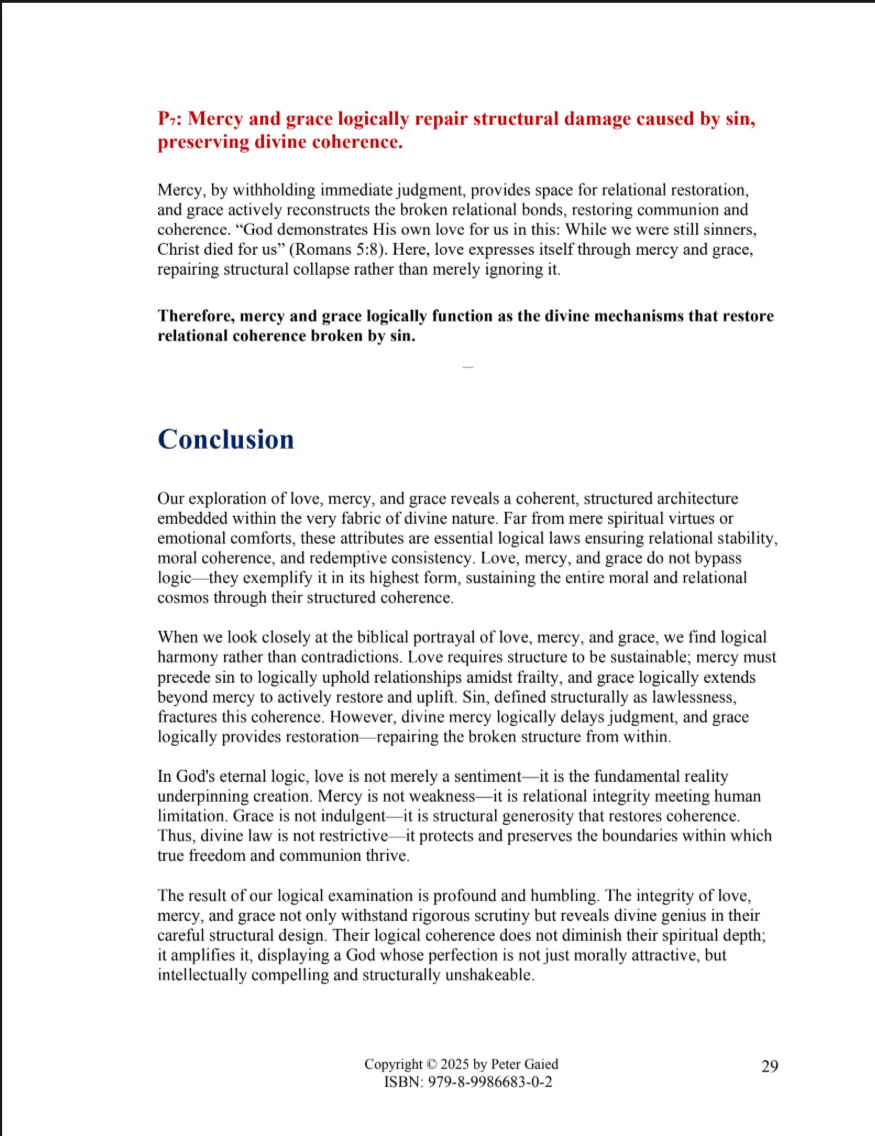 P₇: Mercy and grace logically repair structural damage caused by sin,
preserving divine coherence.
Mercy, by withholding immediate judgment, provides space for relational restoration,
and grace actively reconstructs the broken relational bonds, restoring communion and
coherence. “God demonstrates His own love for us in this: While we were still sinners,
Christ died for us” (Romans 5:8). Here, love expresses itself through mercy and grace,
repairing structural collapse rather than merely ignoring it.
Therefore, mercy and grace logically function as the divine mechanisms that restore
relational coherence broken by sin.
—
Conclusion
Our exploration of love, mercy, and grace reveals a coherent, structured architecture
embedded within the very fabric of divine nature. Far from mere spiritual virtues or
emotional comforts, these attributes are essential logical laws ensuring relational stability,
moral coherence, and redemptive consistency. Love, mercy, and grace do not bypass
logic—they exemplify it in its highest form, sustaining the entire moral and relational
cosmos through their structured coherence.
When we look closely at the biblical portrayal of love, mercy, and grace, we find logical
harmony rather than contradictions. Love requires structure to be sustainable; mercy must
precede sin to logically uphold relationships amidst frailty, and grace logically extends
beyond mercy to actively restore and uplift. Sin, defined structurally as lawlessness,
fractures this coherence. However, divine mercy logically delays judgment, and grace
logically provides restoration—repairing the broken structure from within.
In God's eternal logic, love is not merely a sentiment—it is the fundamental reality
underpinning creation. Mercy is not weakness—it is relational integrity meeting human
limitation. Grace is not indulgent—it is structural generosity that restores coherence.
Thus, divine law is not restrictive—it protects and preserves the boundaries within which
true freedom and communion thrive.
The result of our logical examination is profound and humbling. The integrity of love,
mercy, and grace not only withstand rigorous scrutiny but reveals divine genius in their
careful structural design. Their logical coherence does not diminish their spiritual depth;
it amplifies it, displaying a God whose perfection is not just morally attractive, but
intellectually compelling and structurally unshakeable.
Copyright © 2025 by Peter Gaied
29
ISBN: 979-8-9986683-0-2